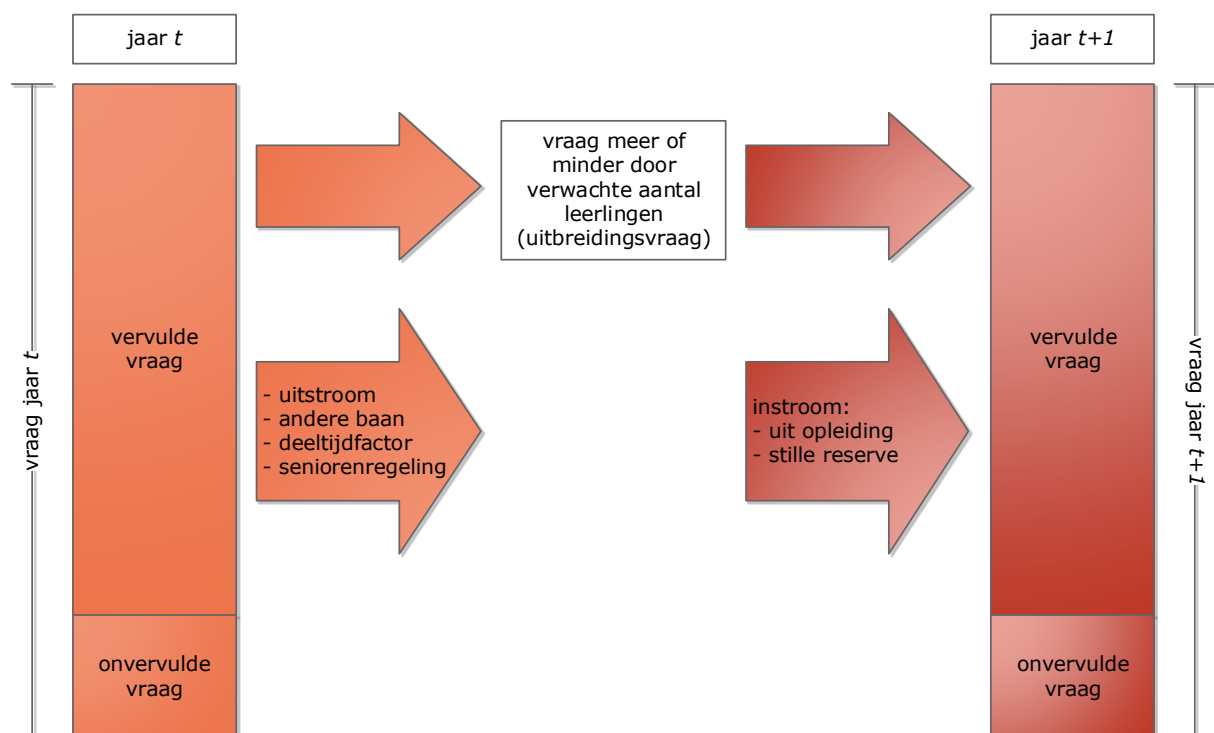 jaar t
jaar t+1
vraag jaar t
vervulde
vraag
onvervulde
vraag
- uitstroom
- andere baan
- deeltijdfactor
- seniorenregeling
vraag meer of
minder door
verwachte aantal
leerlingen
(uitbreidingsvraag)
instroom:
- uit opleiding
- stille reserve
vervulde
vraag
onvervulde
vraag
vraag jaar t+1